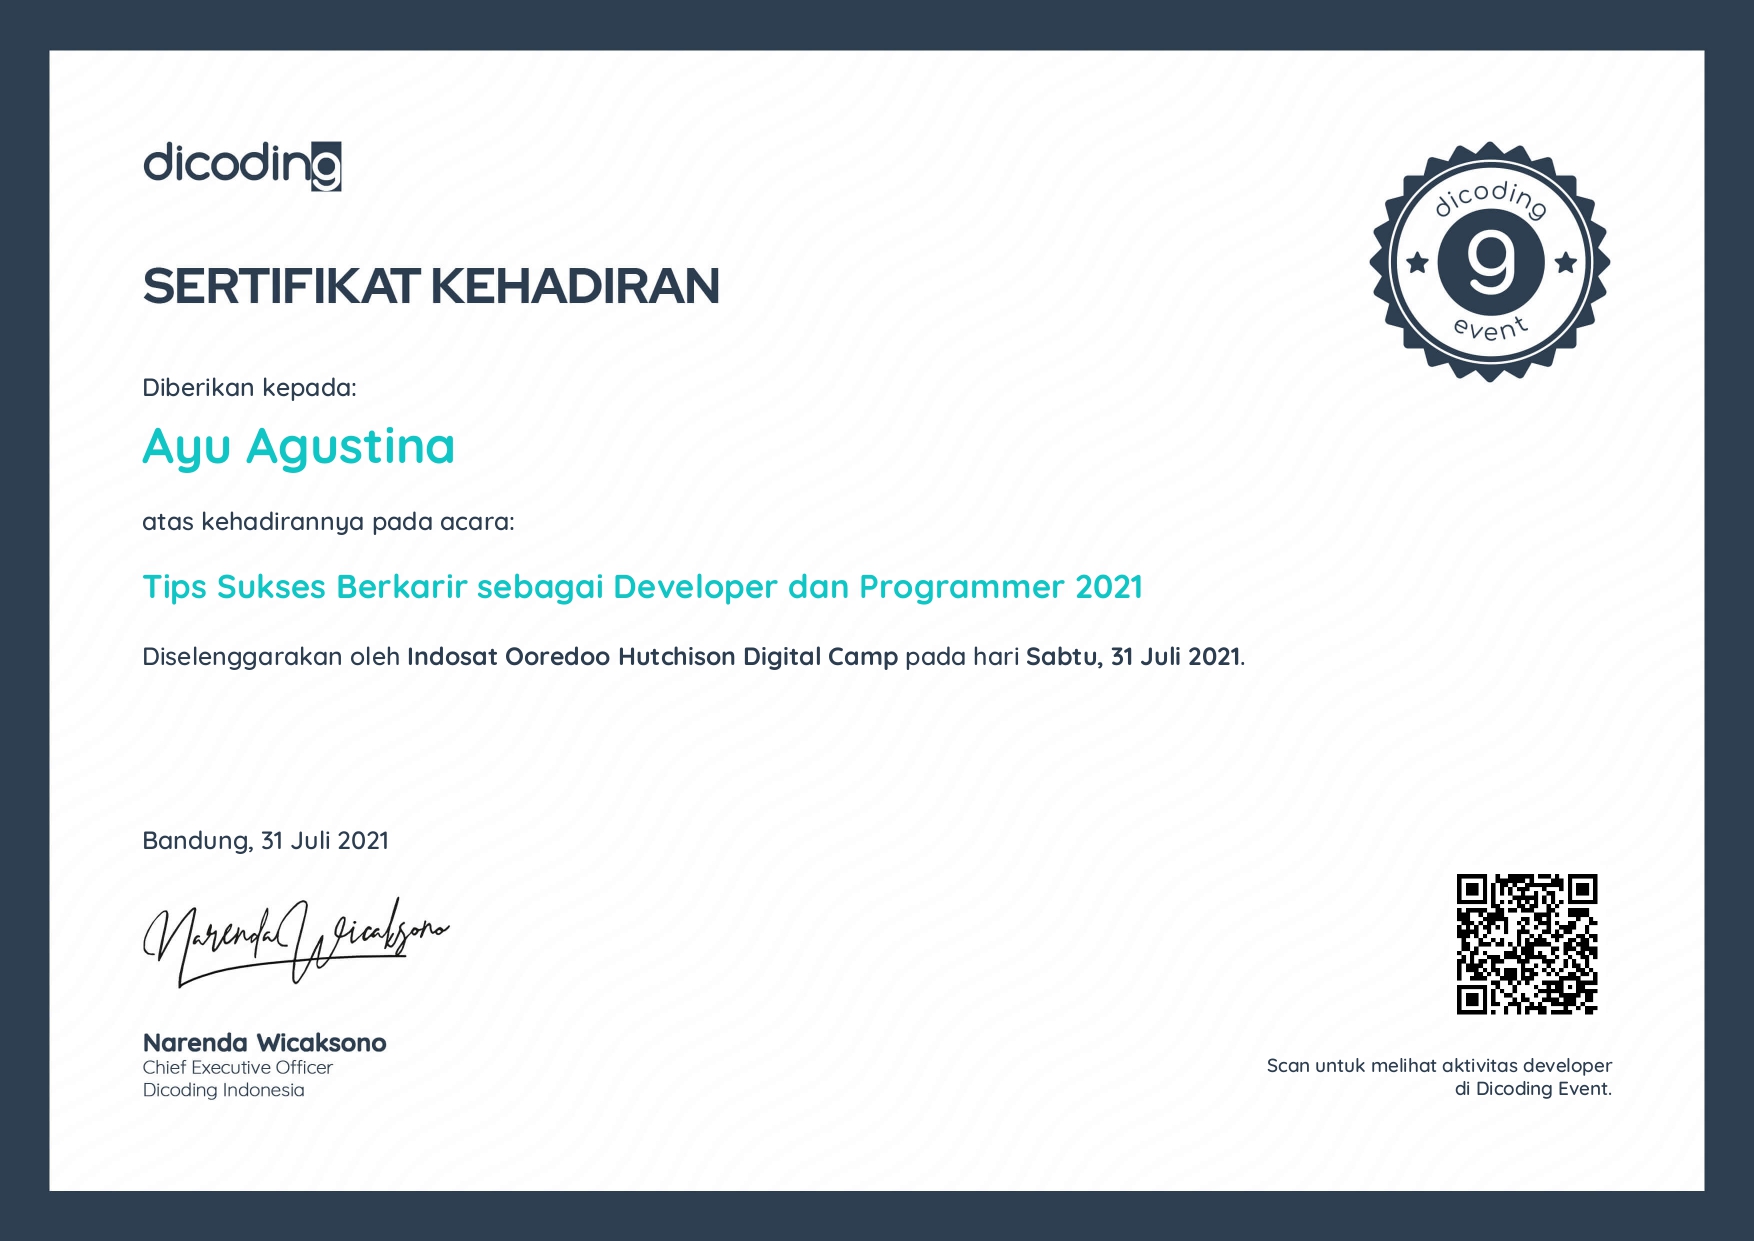 dicoding
dicoding
g
event
SERTIFIKAT KEHADIRAN
Diberikan kepada:
Ayu Agustina
atas kehadirannya pada acara:
Tips Sukses Berkarir sebagai Developer dan Programmer 2021
Diselenggarakan oleh Indosat Ooredoo Hutchison Digital Camp pada hari Sabtu, 31 Juli 2021.
Bandung, 31 Juli 2021
Narenda Wicaksono
Narenda Wicaksono
Chief Executive Officer
Dicoding Indonesia
Scan untuk melihat aktivitas developer
di Dicoding Event.